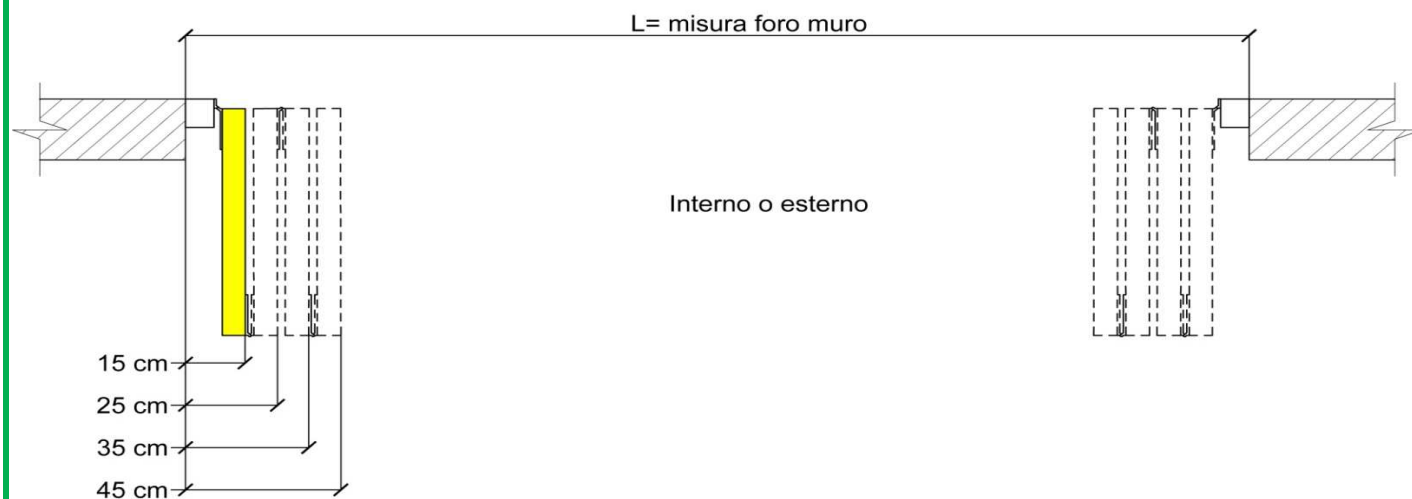 L= misura foro muro
Interno o esterno
15 cm
25 cm
35 cm
45 cm